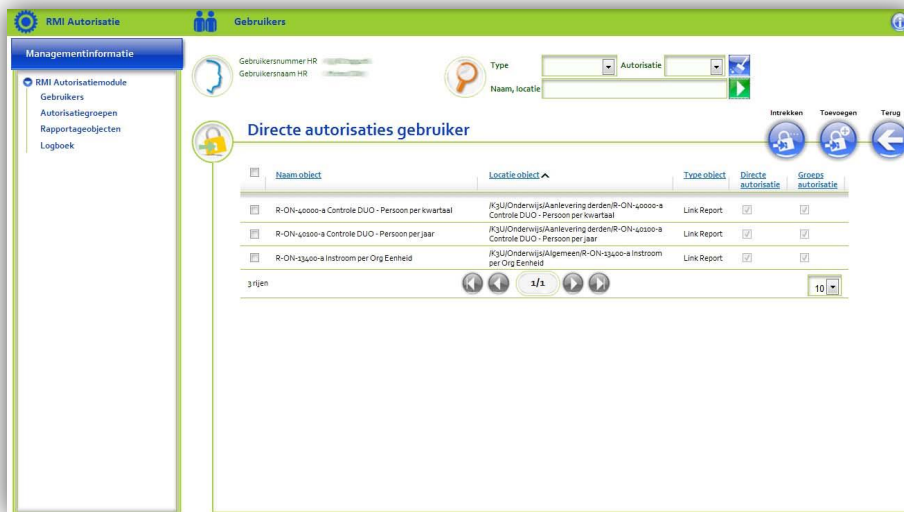 RMI Autorisatie
Gebruikers
Managementinformatie
RMI Autorisatiemodule
Gebruikers
Autorisatiegroepen
Rapportageobjecten
Logboek
Gebruikersnummer HR
Gebruikersnaam HR
Type
Autorisatie
Naam, locatie
Directe autorisaties gebruiker
Intrekken
Toevoegen
Terug
Naam object
Locatie object
Type object
Directe autorisatie
Groeps autorisatie
R-ON-40000-a Controle DUO - Persoon per kwartaal
/K3U/Onderwijs/Aanlevering derden/R-ON-40000-a
Controle DUO - Persoon per kwartaal
Link Report
R-ON-40100-a Controle DUO - Persoon per jaar
/K3U/Onderwijs/Aanlevering derden/R-ON-40100-a
Controle DUO - Persoon per jaar
Link Report
R-ON-13400-a Instroom per Org Eenheid
/K3U/Onderwijs/Algemeen/R-ON-13400-a Instroom
per Org Eenheid
Link Report
3 rijen
1/1
10